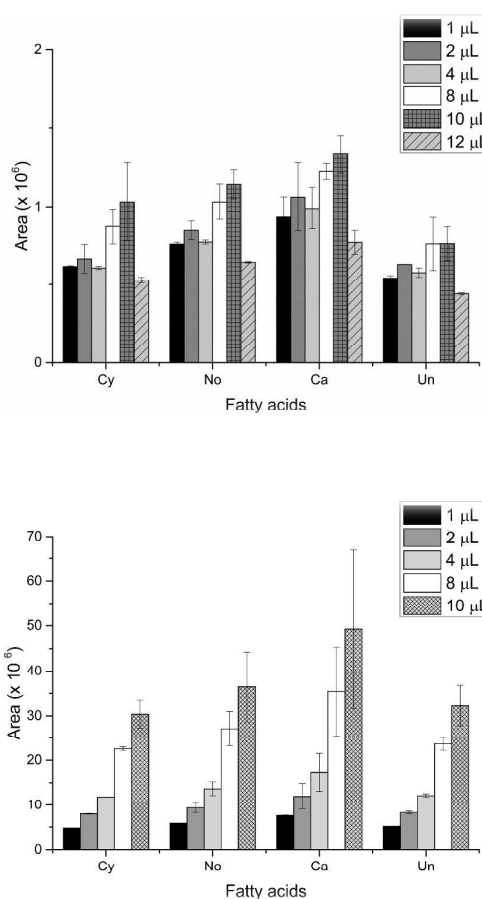 1 μL
2 μL
4 μL
8 μL
10 μL
12 μL
2
1
0
Area (x 10⁶)
Cy No Ca Un
Fatty acids
1 μL
2 μL
4 μL
8 μL
10 μL
70
60
50
40
30
20
10
0
Area (x 10⁶)
Cy No Ca Un
Fatty acids